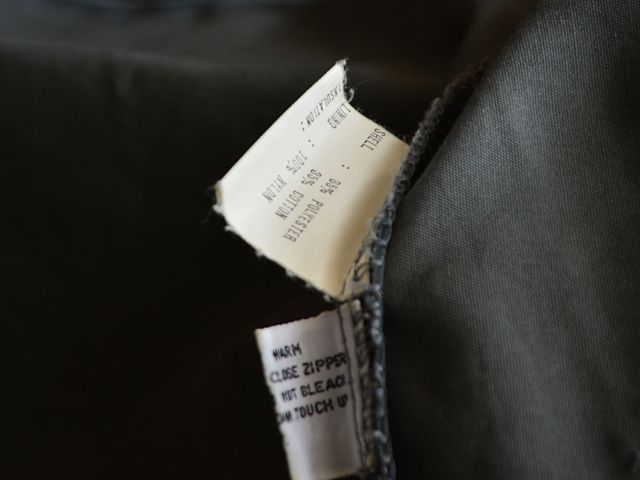 SHELL : 65% POLYESTER
35% COTTON
LINING : 100% NYLON
INSULATION:
WARM
CLOSE ZIPPER
NOT BLEAC
TOUCH UP